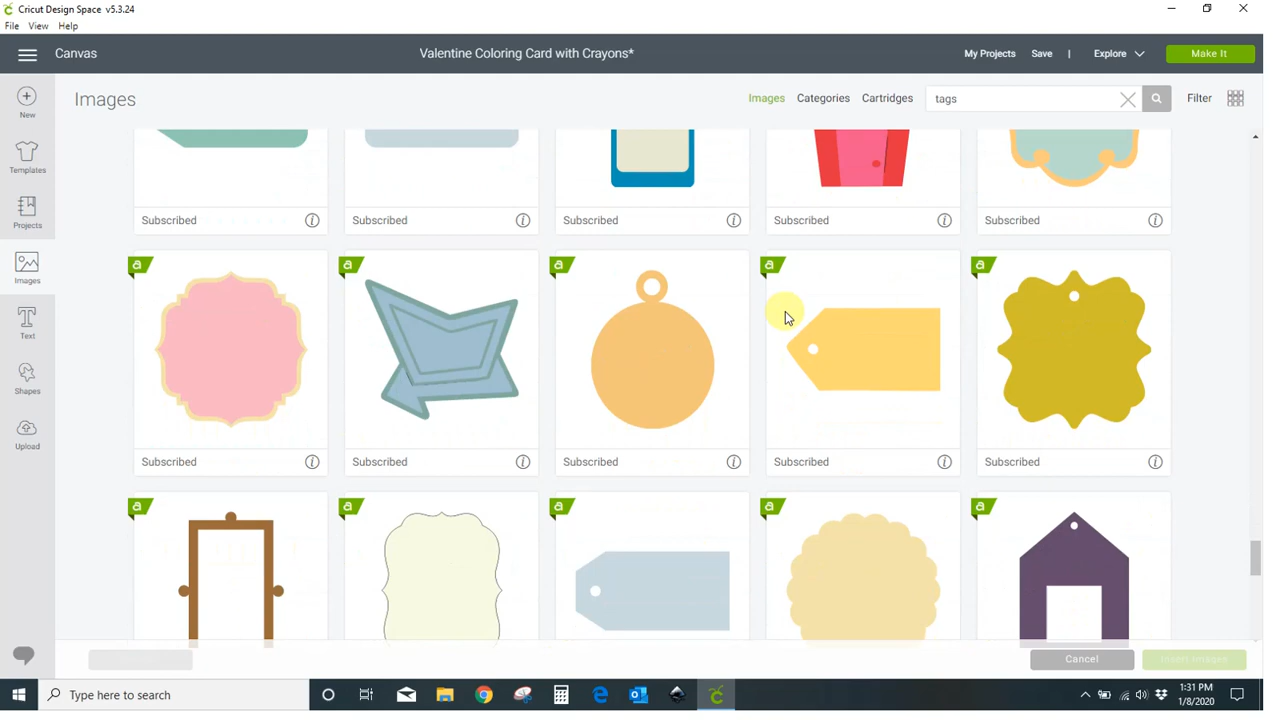 Cricut Design Space v5.3.24
File View Help
Canvas
Valentine Coloring Card with Crayons*
My Projects Save | Explore Make It
New
Templates
Projects
Images
Text
Shapes
Upload
Images
Images Categories Cartridges tags Filter
Subscribed Subscribed Subscribed Subscribed Subscribed
a a a a a
Subscribed Subscribed Subscribed Subscribed Subscribed
a a a a a
Cancel Insert Images
Type here to search
1:31 PM
1/8/2020